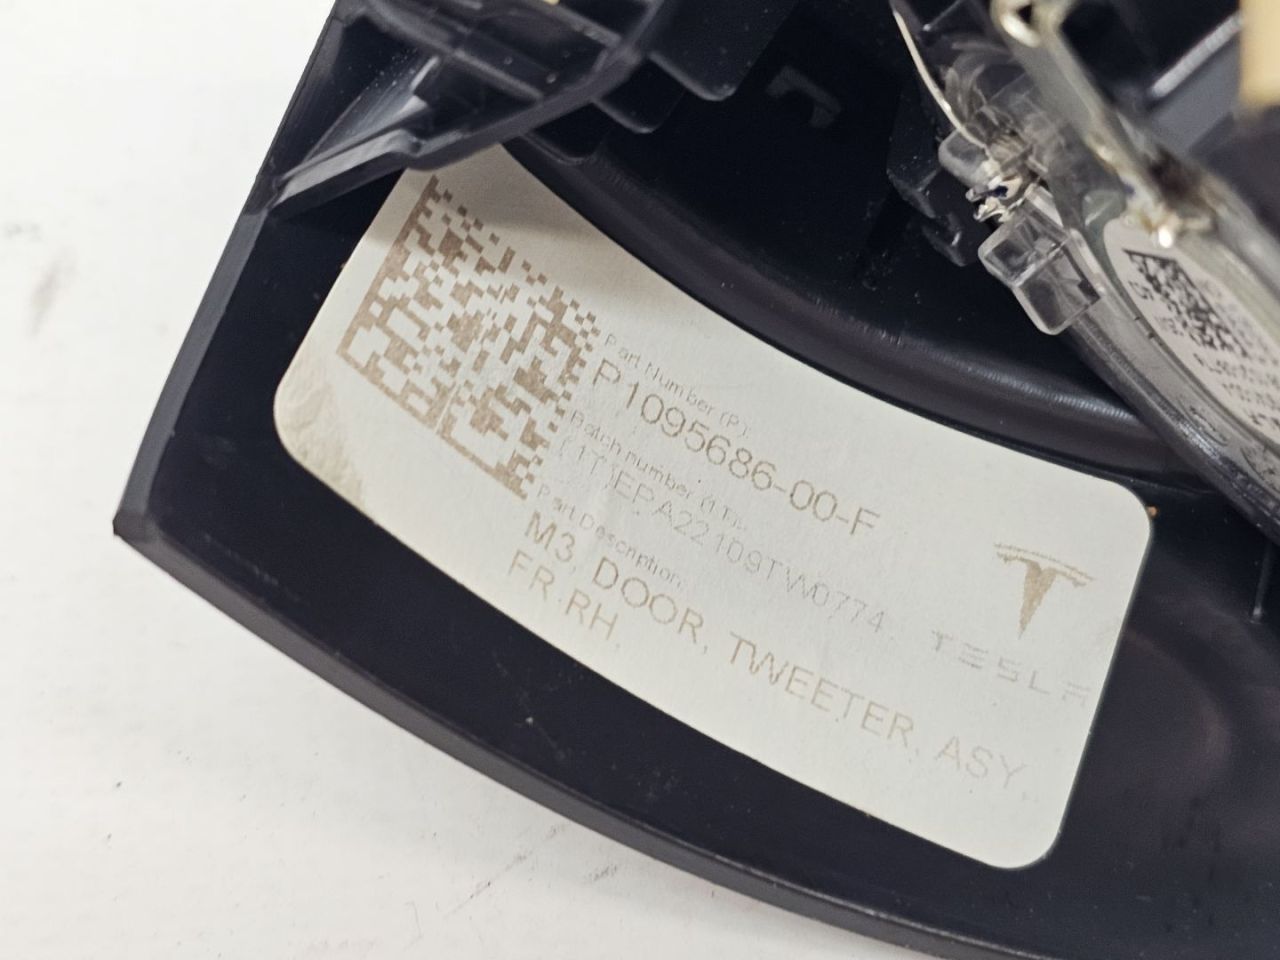 Part Number (P):
P1095686-00-F
Batch number (1T):
(1T)EPA22109TW0774
Part Description:
M3, DOOR, TWEETER, ASY,
FR RH,
TESLA